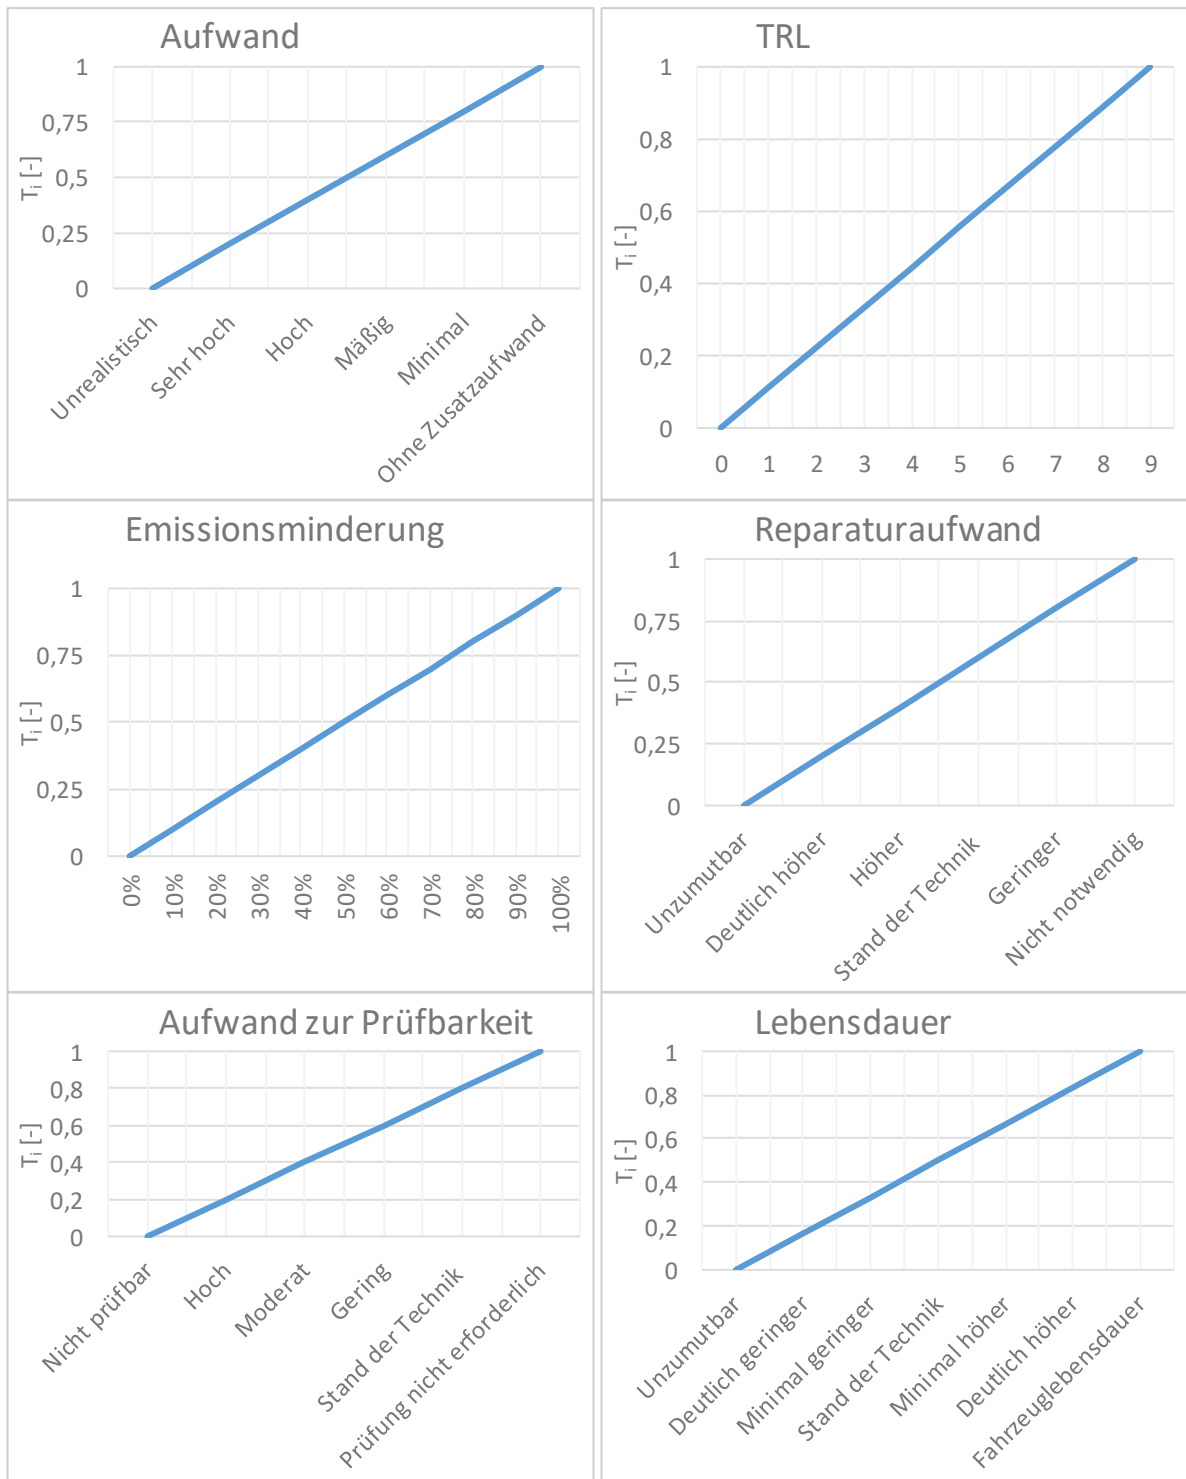 Aufwand
1
0,75
0,5
0,25
0
Ti [-]
Unrealistisch
Sehr hoch
Hoch
Mäßig
Minimal
Ohne Zusatzaufwand
TRL
1
0,8
0,6
0,4
0,2
0
Ti [-]
0 1 2 3 4 5 6 7 8 9
Emissionsminderung
1
0,75
0,5
0,25
0
Ti [-]
0%
10%
20%
30%
40%
50%
60%
70%
80%
90%
100%
Reparaturaufwand
1
0,75
0,5
0,25
0
Ti [-]
Unzumutbar
Deutlich höher
Höher
Stand der Technik
Geringer
Nicht notwendig
Aufwand zur Prüfbarkeit
1
0,8
0,6
0,4
0,2
0
Ti [-]
Nicht prüfbar
Hoch
Moderat
Gering
Stand der Technik
Prüfung nicht erforderlich
Lebensdauer
1
0,8
0,6
0,4
0,2
0
Ti [-]
Unzumutbar
Deutlich geringer
Minimal geringer
Stand der Technik
Minimal höher
Deutlich höher
Fahrzeuglebensdauer